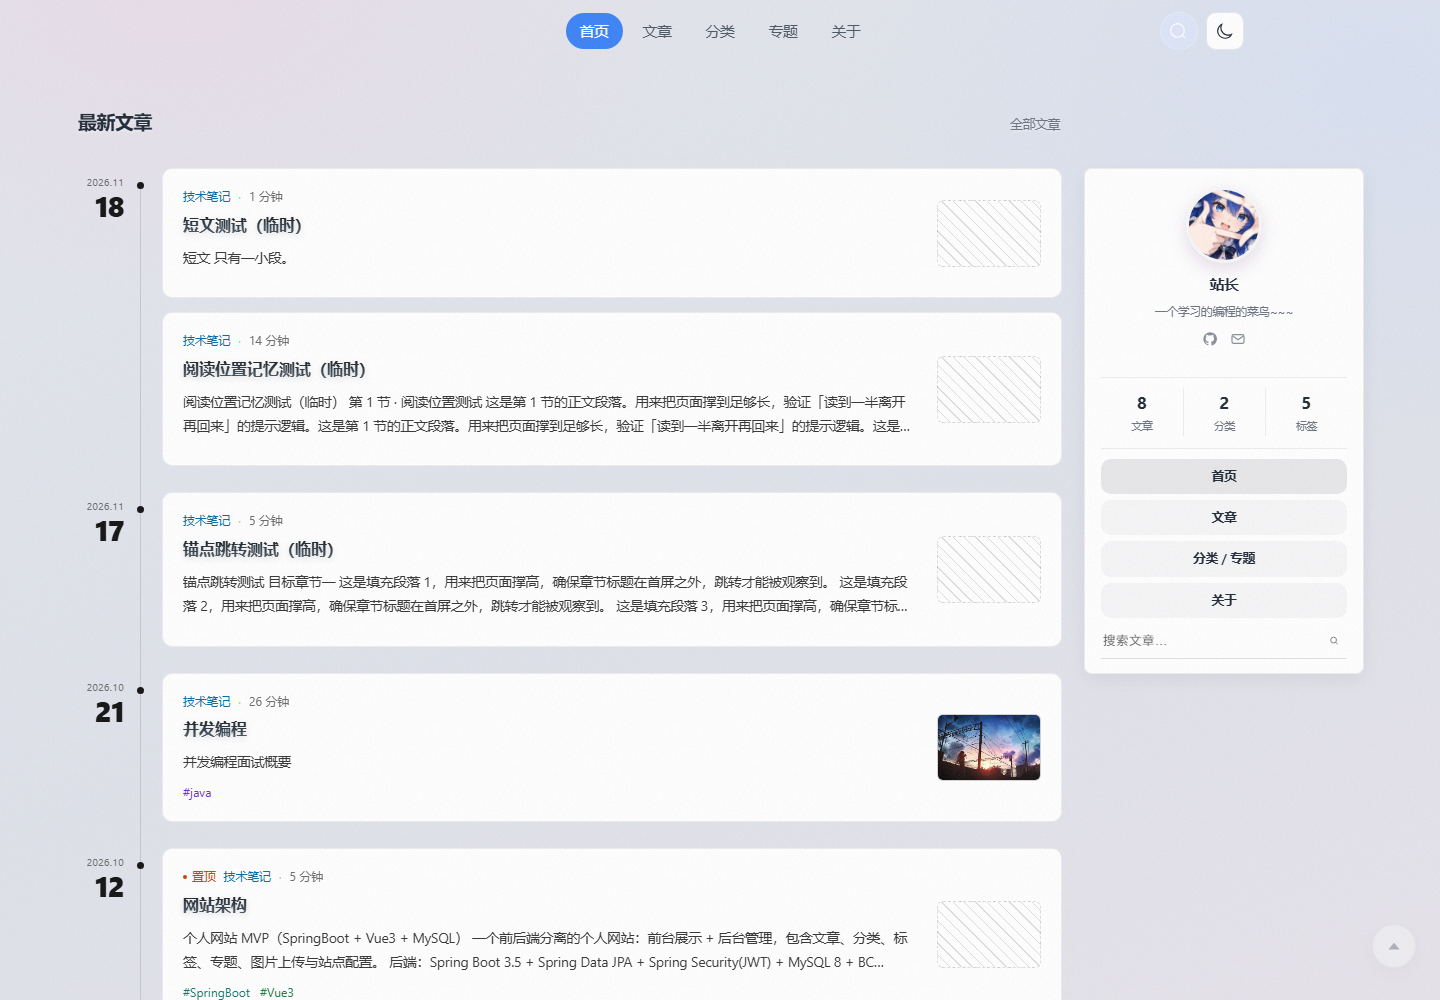 首页 文章 分类 专题 关于
最新文章
全部文章
2026.11
18
技术笔记 · 1 分钟
短文测试（临时）
短文 只有一小段。
技术笔记 · 14 分钟
阅读位置记忆测试（临时）
阅读位置记忆测试（临时） 第 1 节 · 阅读位置测试 这是第 1 节的正文段落。用来把页面撑到足够长，验证「读到一半离开
再回来」的提示逻辑。这是第 1 节的正文段落。用来把页面撑到足够长，验证「读到一半离开再回来」的提示逻辑。这是...
2026.11
17
技术笔记 · 5 分钟
锚点跳转测试（临时）
锚点跳转测试 目标章节一 这是填充段落 1，用来把页面撑高，确保章节标题在首屏之外，跳转才能被观察到。 这是填充段
落 2，用来把页面撑高，确保章节标题在首屏之外，跳转才能被观察到。 这是填充段落 3，用来把页面撑高，确保章节标...
2026.10
21
技术笔记 · 26 分钟
并发编程
并发编程面试概要
#java
2026.10
12
置顶 技术笔记 · 5 分钟
网站架构
个人网站 MVP（SpringBoot + Vue3 + MySQL） 一个前后端分离的个人网站：前台展示 + 后台管理，包含文章、分类、标
签、专题、图片上传与站点配置。 后端：Spring Boot 3.5 + Spring Data JPA + Spring Security(JWT) + MySQL 8 + BC...
#SpringBoot #Vue3
站长
一个学习的编程的菜鸟~~~
8 2 5
文章 分类 标签
首页
文章
分类 / 专题
关于
搜索文章...